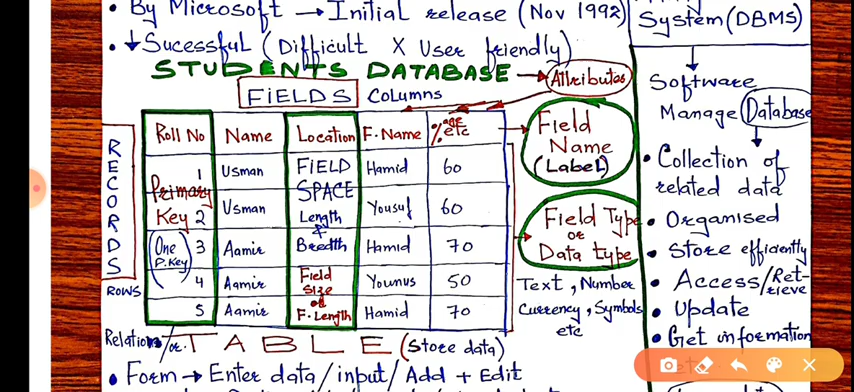 • By Microsoft → Initial release (Nov 1992)
• ↓ Sucessful (Difficult X User friendly)
STUDENTS DATABASE → Attributes
FIELDS Columns
RECORDS
ROWS
Roll No Name Location F.Name %age etc
1 Usman FIELD Hamid 60
Primary SPACE
Key 2 Usman Length Yousuf 60
&
(One P.Key) 3 Aamir Breadth Hamid 70
4 Aamir Field Size Younus 50
or
5 Aamir F.Length Hamid 70
→ Field Name (Label)
→ Field Type or Data type
Text, Number
Currency, Symbols
etc
Relation/or TABLE (Store data)
• Form → Enter data/input/Add + Edit
System (DBMS)
Software
Manage Database
• Collection of
related data
• Organised
• Store efficiently
• Access/Retrieve
• Update
• Get information